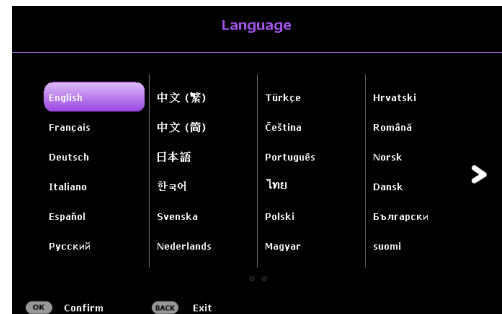 Language
English 中文 (繁) Türkçe Hrvatski
Français 中文 (简) Čeština Română
Deutsch 日本語 Português Norsk
Italiano 한국어 ไทย Dansk
Español Svenska Polski Български
Русский Nederlands Magyar suomi
OK Confirm BACK Exit